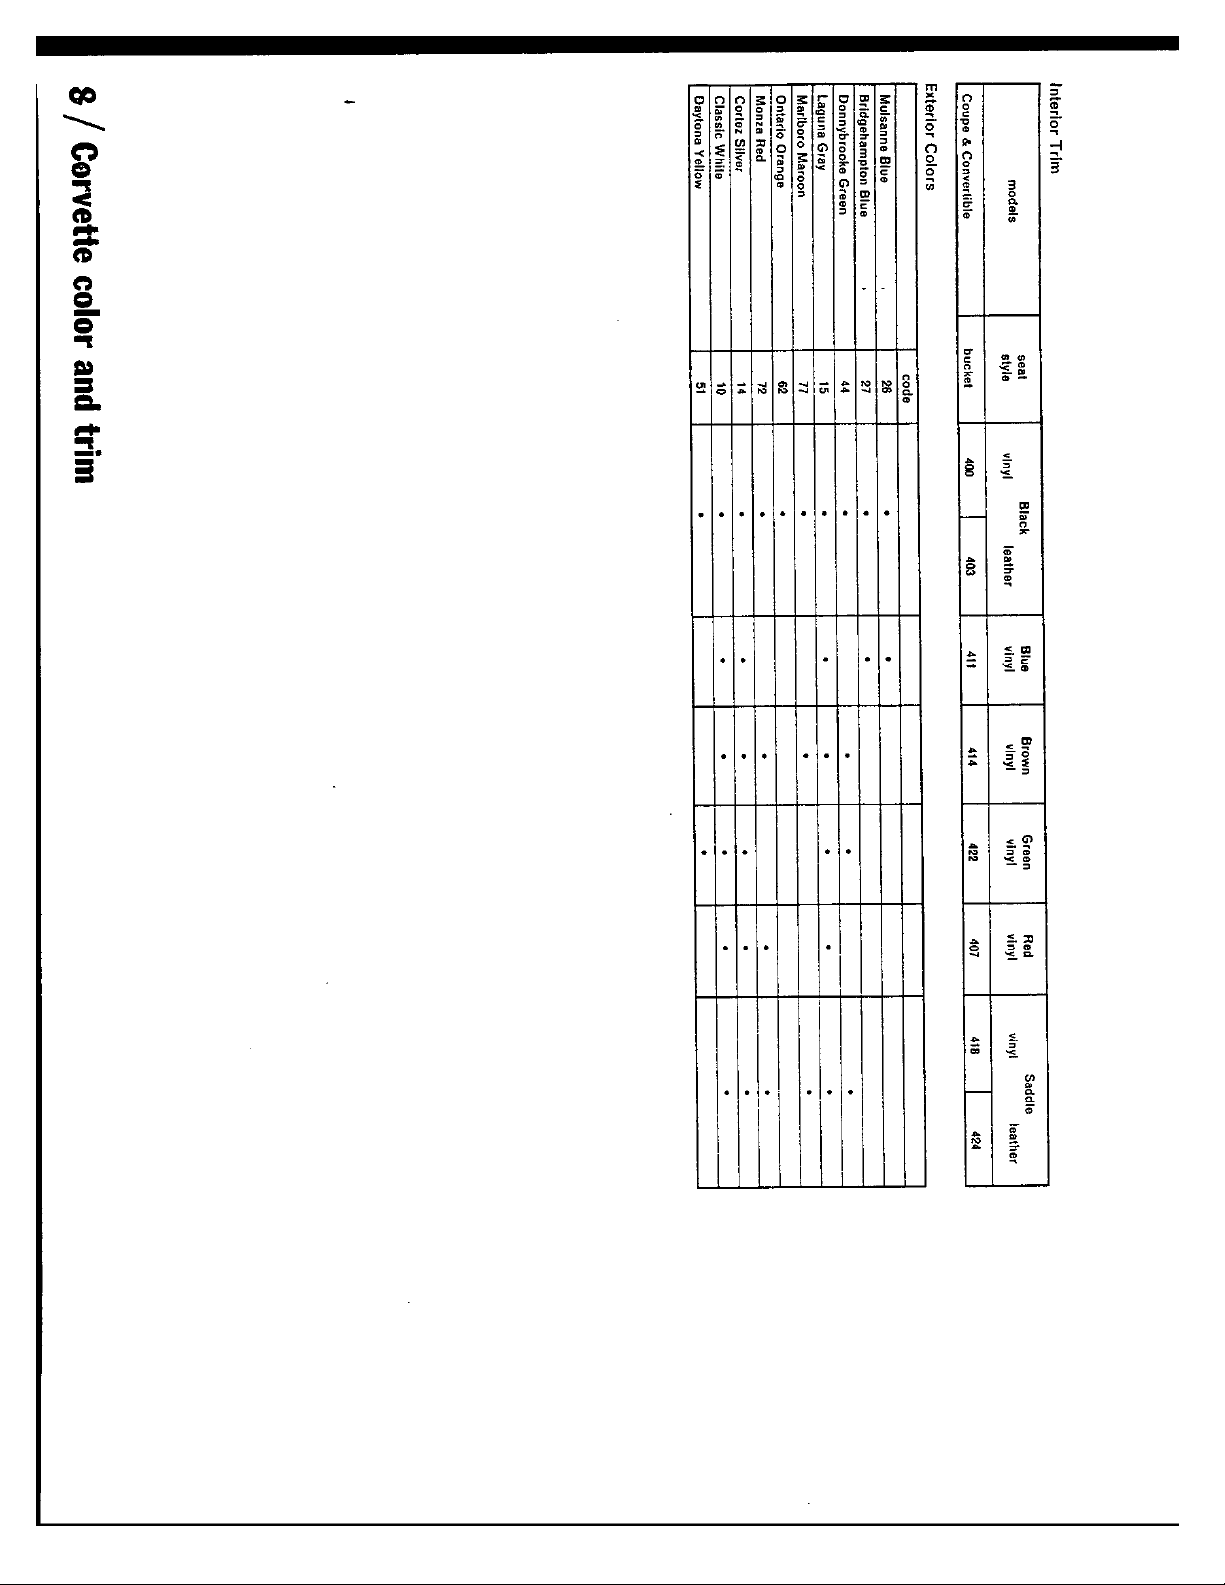 Interior Trim
models seat style Black vinyl leather Blue vinyl Brown vinyl Green vinyl Red vinyl Saddle vinyl leather
Coupe & Convertible bucket 400 403 411 414 422 407 418 424
Exterior Colors
code
Mulsanne Blue 26 • •
Bridgehampton Blue 27 • •
Donnybrooke Green 44 • • • •
Laguna Gray 15 • • • • • •
Marlboro Maroon 77 • • •
Ontario Orange 62 •
Monza Red 72 • • • •
Cortez Silver 14 • • • • • •
Classic White 10 • • • • • •
Daytona Yellow 51 • •
8 / Corvette color and trim